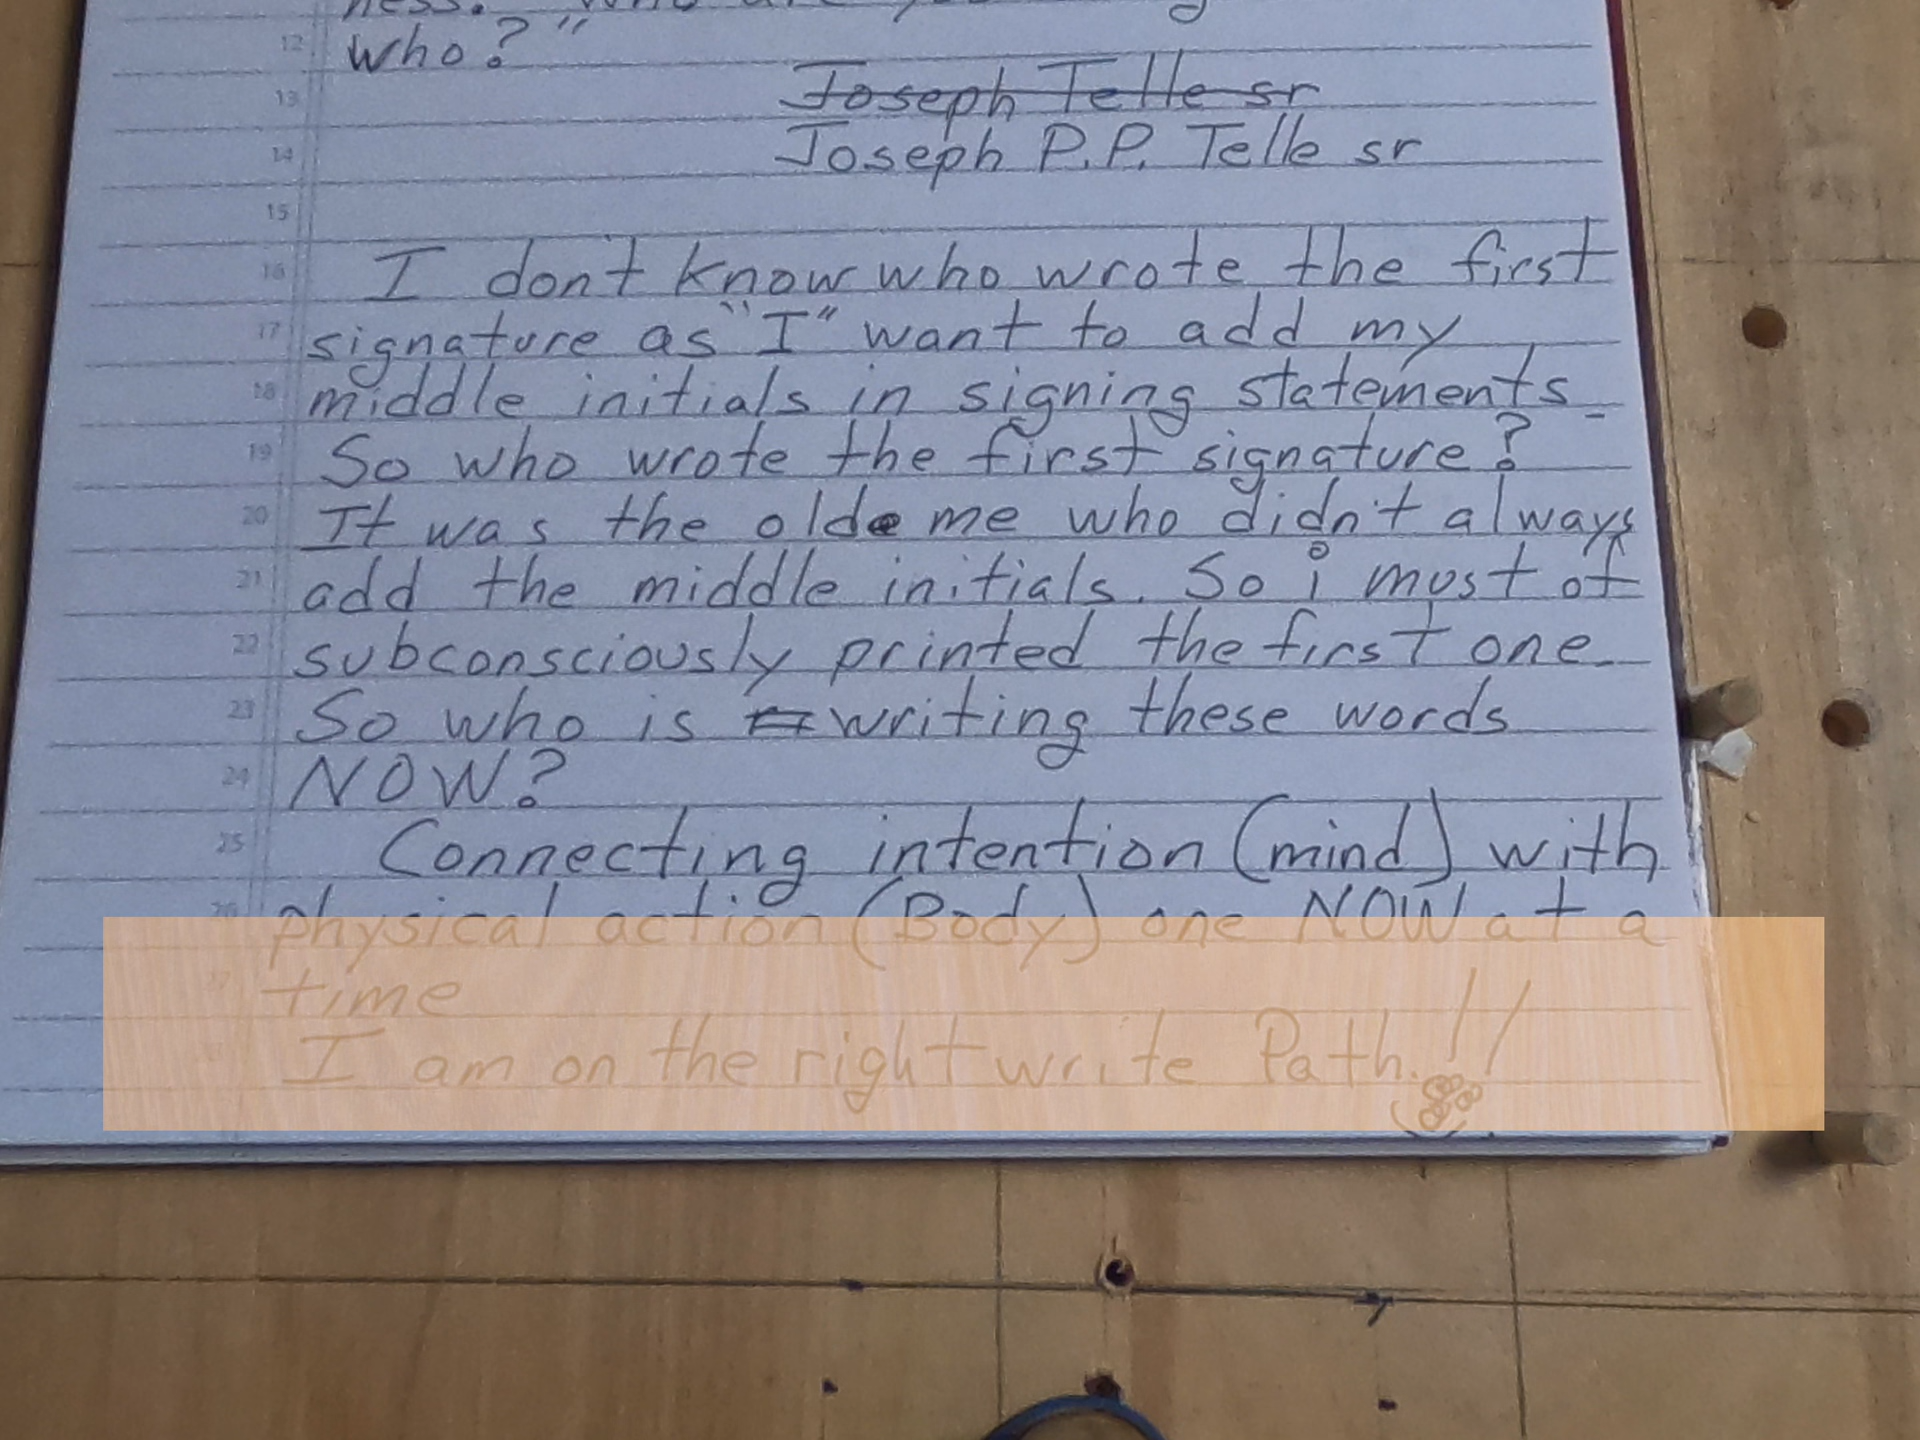 who?"
Joseph Telle sr
Joseph P.P. Telle sr
I don't know who wrote the first
signature as "I" want to add my
middle initials in signing statements.
So who wrote the first signature?
It was the olde me who didn't always
add the middle initials. So i must of
subconsciously printed the first one.
So who is writing these words
NOW?
Connecting intention (mind) with
physical action (Body) one NOW at a
time
I am on the right write Path.!!